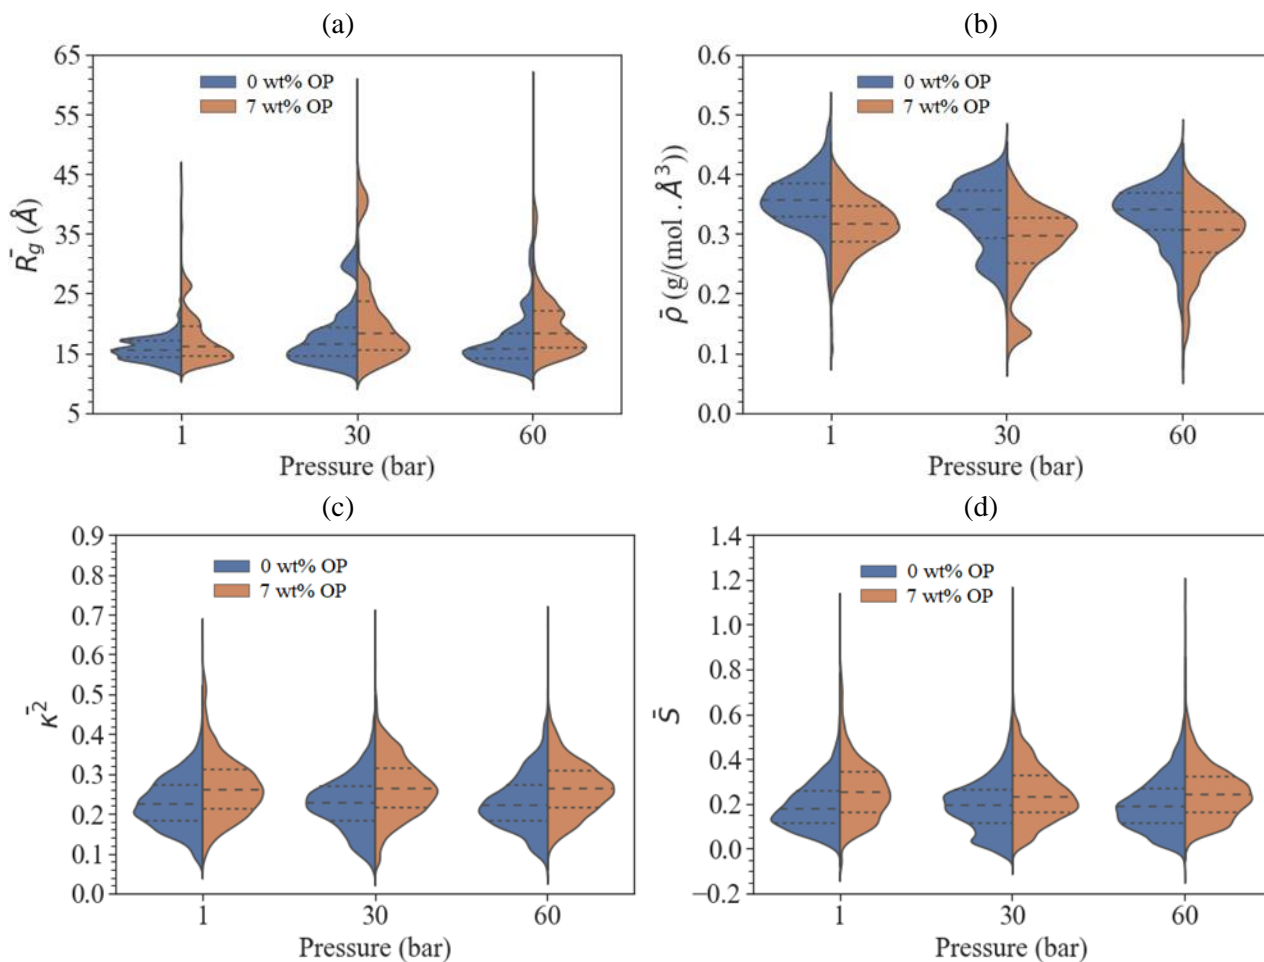 (a)
65
55
45
35
25
15
5
R̄g (Å)
0 wt% OP
7 wt% OP
1 30 60
Pressure (bar)
(b)
0.6
0.5
0.4
0.3
0.2
0.1
0.0
ρ̄ (g/(mol . Å³))
0 wt% OP
7 wt% OP
1 30 60
Pressure (bar)
(c)
0.9
0.8
0.7
0.6
0.5
0.4
0.3
0.2
0.1
0.0
κ̄²
0 wt% OP
7 wt% OP
1 30 60
Pressure (bar)
(d)
1.4
1.2
1.0
0.8
0.6
0.4
0.2
0.0
−0.2
S̄
0 wt% OP
7 wt% OP
1 30 60
Pressure (bar)